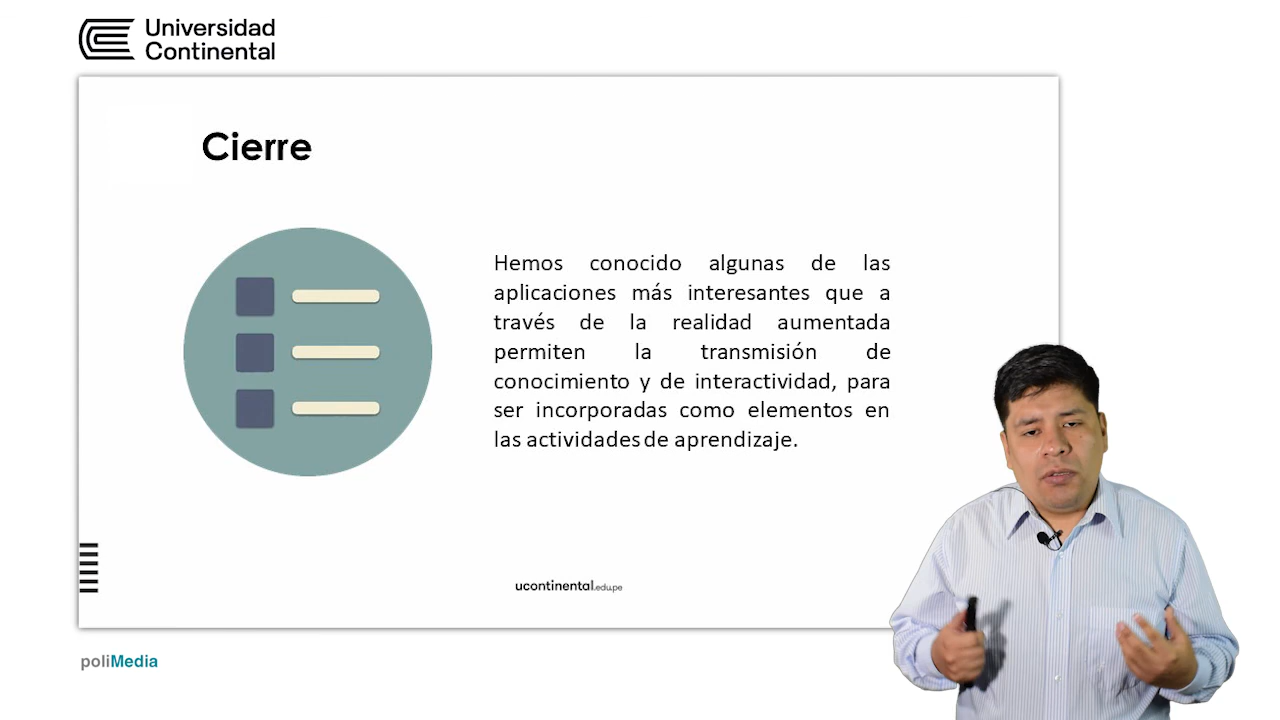 Universidad
Continental
Cierre
Hemos conocido algunas de las
aplicaciones más interesantes que a
través de la realidad aumentada
permiten la transmisión de
conocimiento y de interactividad, para
ser incorporadas como elementos en
las actividades de aprendizaje.
ucontinental.edu.pe
poliMedia